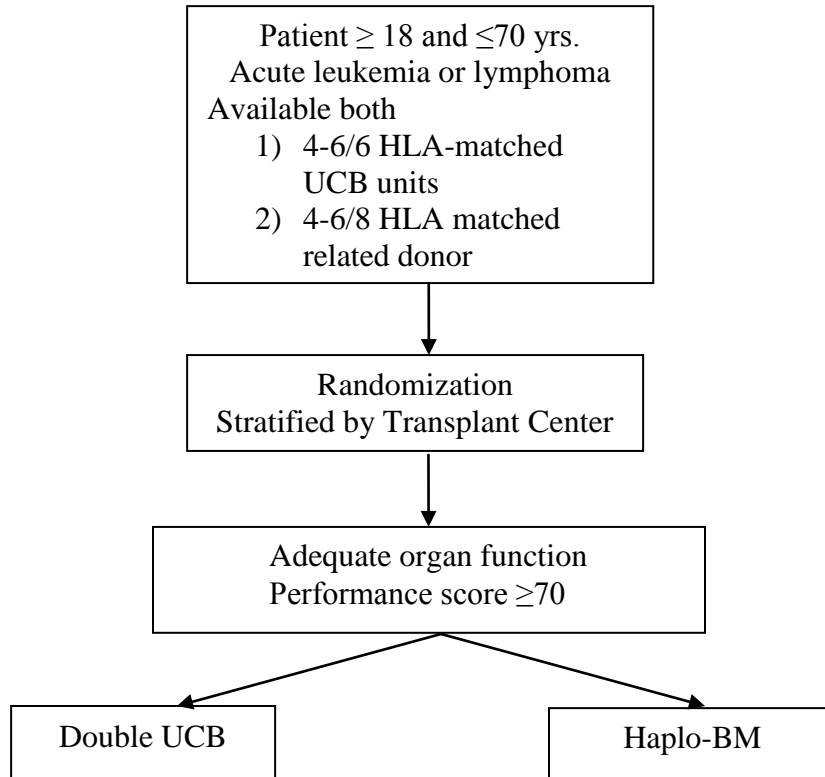 Patient ≥ 18 and ≤70 yrs.
Acute leukemia or lymphoma
Available both
1) 4-6/6 HLA-matched
UCB units
2) 4-6/8 HLA matched
related donor
Randomization
Stratified by Transplant Center
Adequate organ function
Performance score ≥70
Double UCB
Haplo-BM